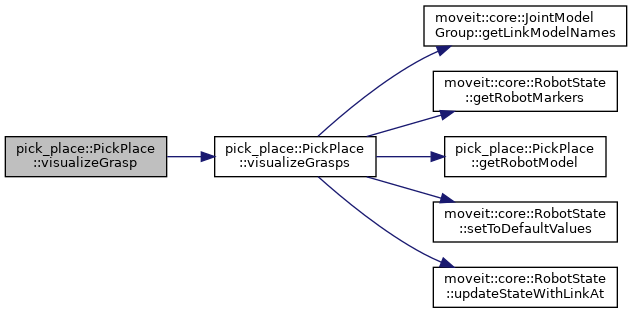 moveit::core::JointModel
Group::getLinkModelNames
moveit::core::RobotState
::getRobotMarkers
pick_place::PickPlace
::visualizeGrasp
pick_place::PickPlace
::visualizeGrasps
pick_place::PickPlace
::getRobotModel
moveit::core::RobotState
::setToDefaultValues
moveit::core::RobotState
::updateStateWithLinkAt